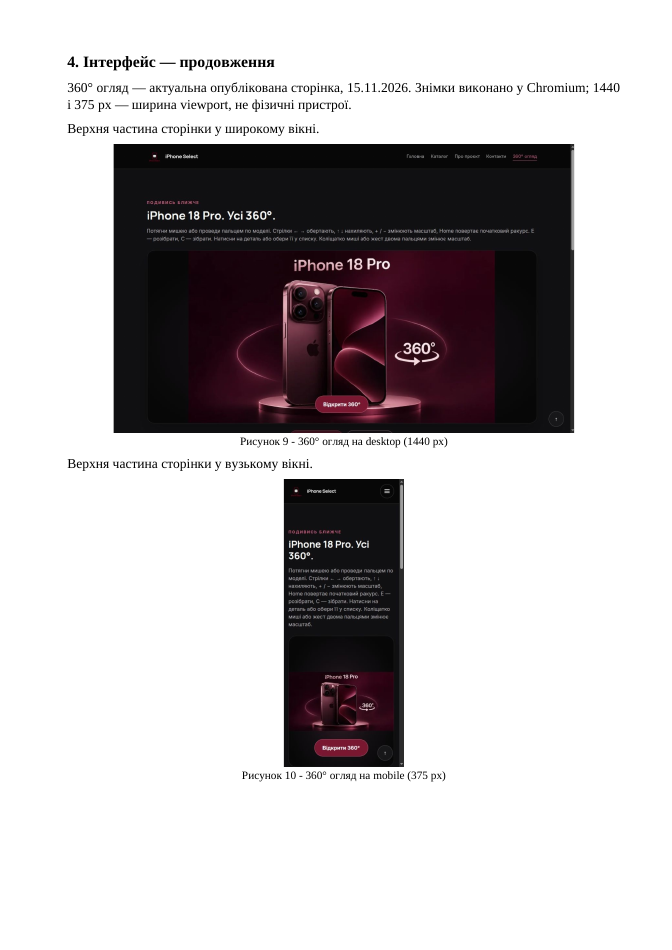 4. Інтерфейс — продовження
360° огляд — актуальна опублікована сторінка, 15.11.2026. Знімки виконано у Chromium; 1440
і 375 px — ширина viewport, не фізичні пристрої.
Верхня частина сторінки у широкому вікні.
iPhone Select
Головна Каталог Про проєкт Контакти 360° огляд
ПОДИВИСЬ БЛИЖЧЕ
iPhone 18 Pro. Усі 360°.
Потягни мишею або проведи пальцем по моделі. Стрілки ← → обертають, ↑ ↓ нахиляють, + / − змінюють масштаб, Home повертає початковий ракурс. E
— розібрати, C — зібрати. Натисни на деталь або обери її у списку. Коліщатко миші або жест двома пальцями змінює масштаб.
iPhone 18 Pro
360°
Відкрити 360°
↑
Рисунок 9 - 360° огляд на desktop (1440 px)
Верхня частина сторінки у вузькому вікні.
iPhone Select
ПОДИВИСЬ БЛИЖЧЕ
iPhone 18 Pro. Усі
360°.
Потягни мишею або проведи пальцем по
моделі. Стрілки ← → обертають, ↑ ↓
нахиляють, + / − змінюють масштаб,
Home повертає початковий ракурс. E —
розібрати, C — зібрати. Натисни на
деталь або обери її у списку. Коліщатко
миші або жест двома пальцями змінює
масштаб.
iPhone 18 Pro
360°
Відкрити 360°
↑
Рисунок 10 - 360° огляд на mobile (375 px)